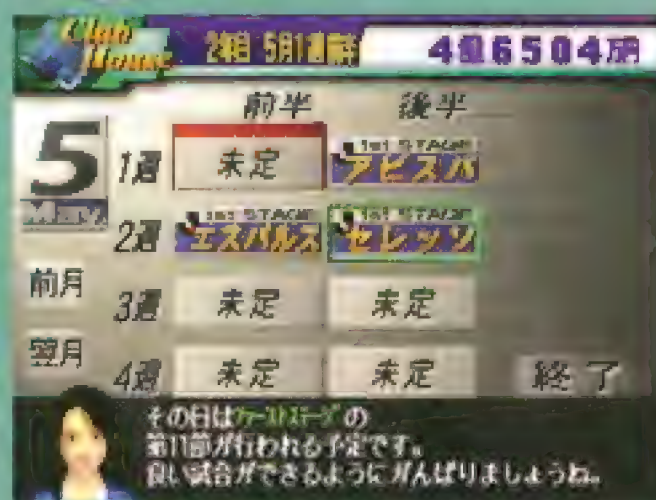 Club House 2年目 5月1週前半 4億6504万円
前半 後半
5 May
1週 未定 1st STAGE アビスパ
2週 1st STAGE エスパルス 1st STAGE セレッソ
前月 3週 未定 未定
翌月 4週 未定 未定 終了
その日はファーストステージの
第11節が行われる予定です。
良い試合ができるようにがんばりましょうね。